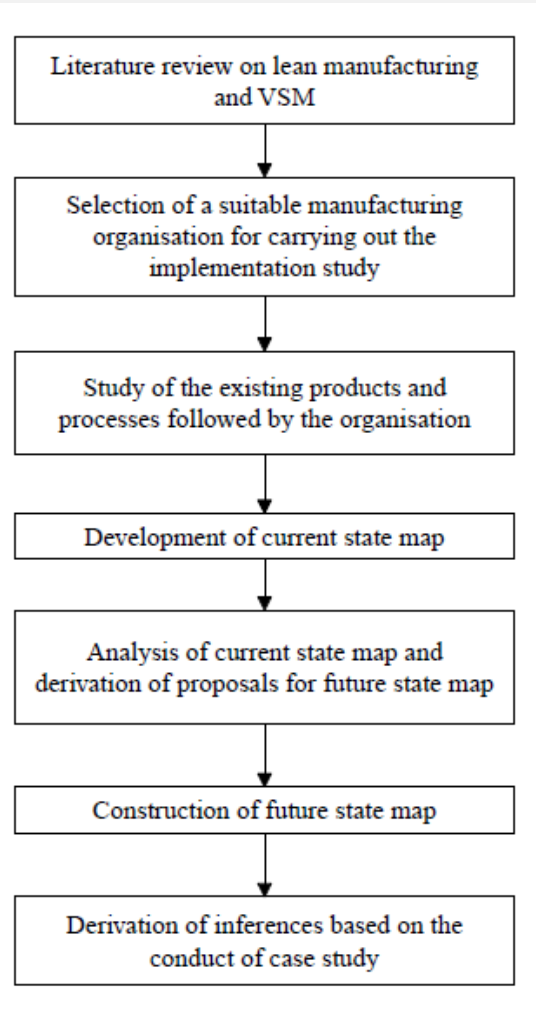 Literature review on lean manufacturing
and VSM
Selection of a suitable manufacturing
organisation for carrying out the
implementation study
Study of the existing products and
processes followed by the organisation
Development of current state map
Analysis of current state map and
derivation of proposals for future state map
Construction of future state map
Derivation of inferences based on the
conduct of case study